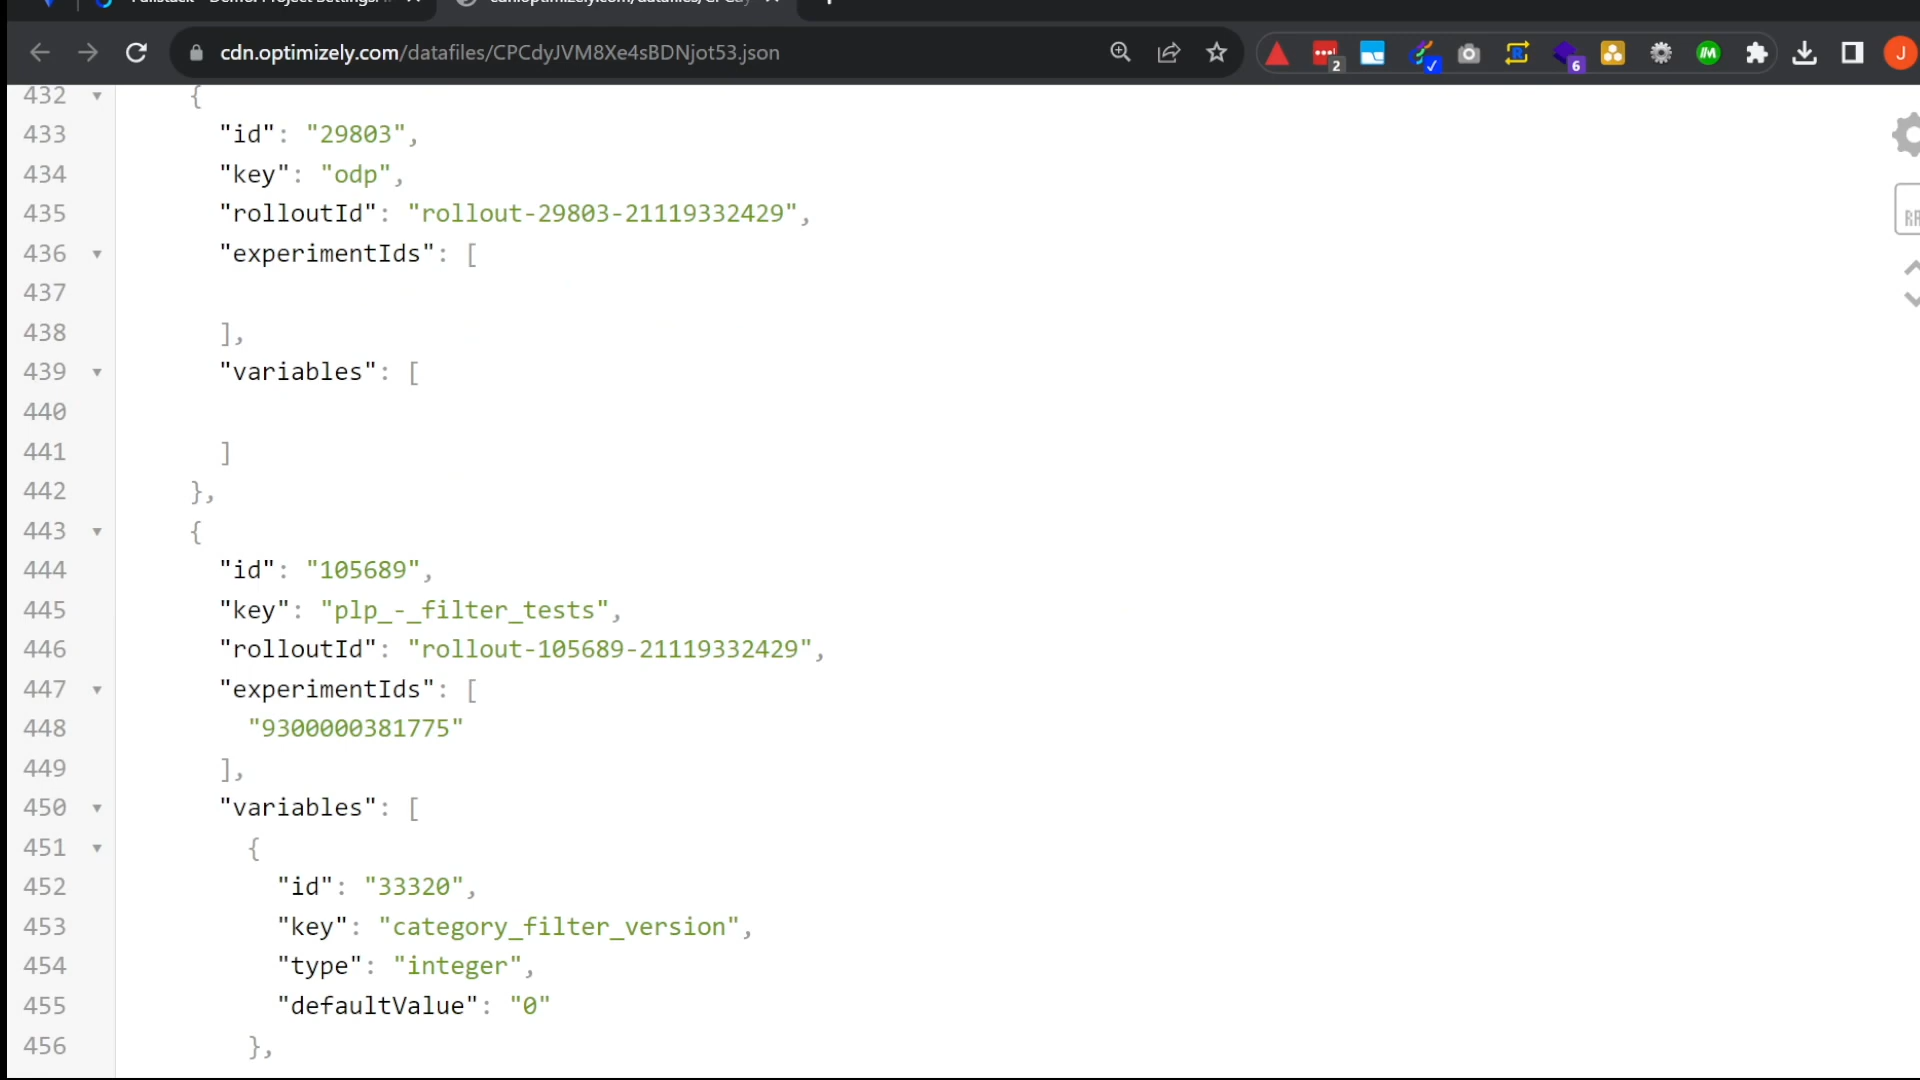 cdn.optimizely.com/datafiles/CPCdyJVM8Xe4sBDNjot53.json
2
6
J
432 {
433 "id": "29803",
434 "key": "odp",
435 "rolloutId": "rollout-29803-21119332429",
436 "experimentIds": [
437
438 ],
439 "variables": [
440
441 ]
442 },
443 {
444 "id": "105689",
445 "key": "plp_-_filter_tests",
446 "rolloutId": "rollout-105689-21119332429",
447 "experimentIds": [
448 "9300000381775"
449 ],
450 "variables": [
451 {
452 "id": "33320",
453 "key": "category_filter_version",
454 "type": "integer",
455 "defaultValue": "0"
456 },